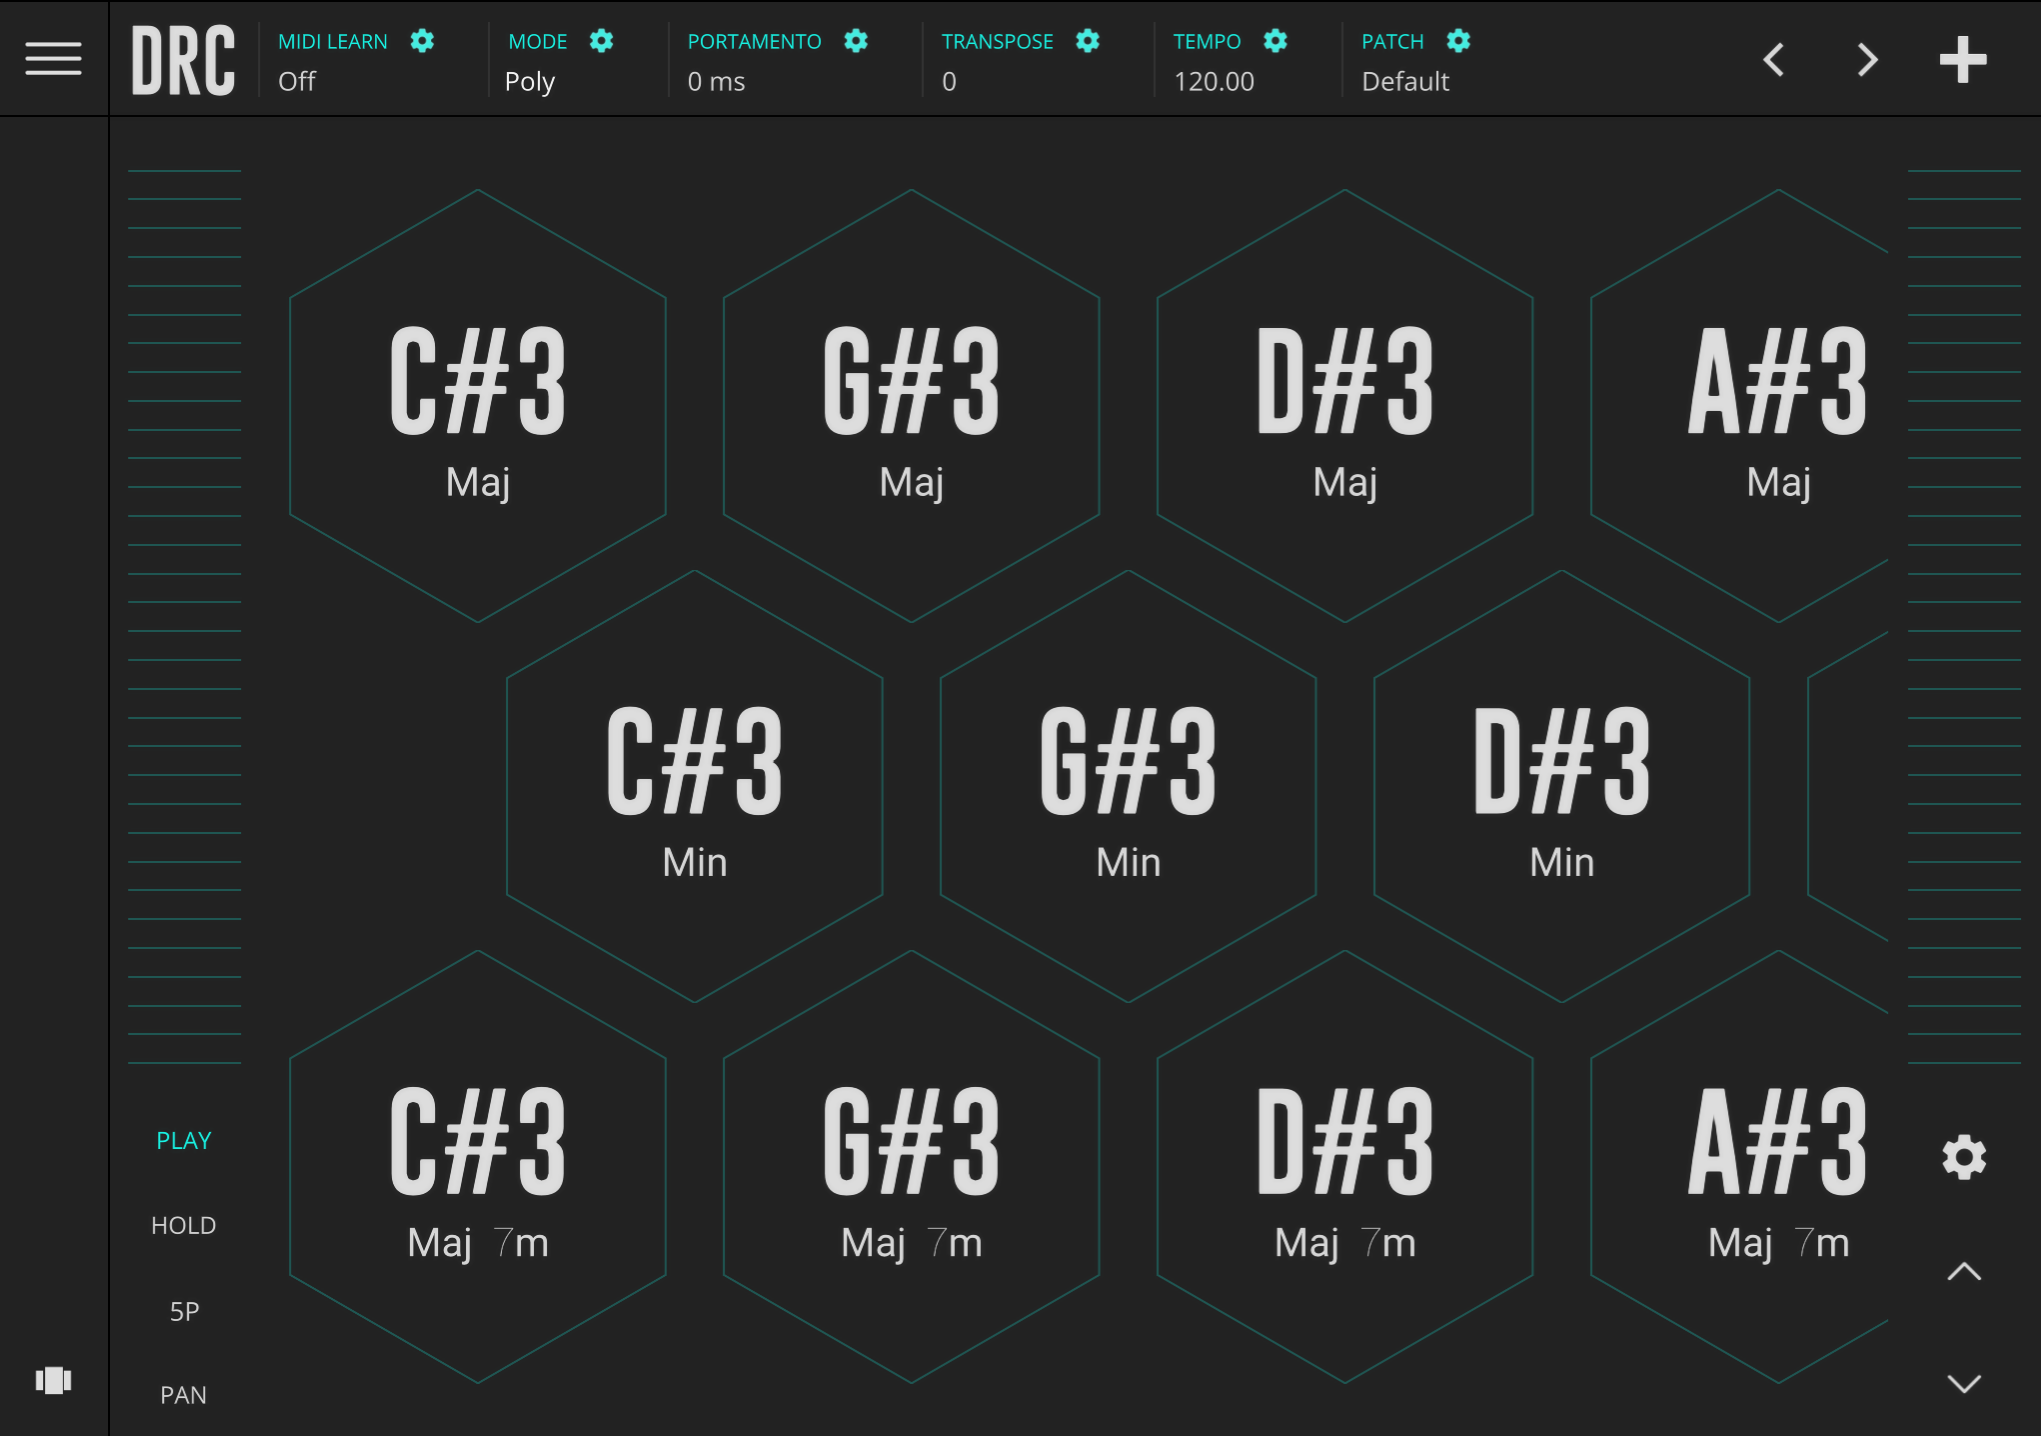 DRC
MIDI LEARN
Off
MODE
Poly
PORTAMENTO
0 ms
TRANSPOSE
0
TEMPO
120.00
PATCH
Default
C#3
Maj
G#3
Maj
D#3
Maj
A#3
Maj
C#3
Min
G#3
Min
D#3
Min
C#3
Maj 7m
G#3
Maj 7m
D#3
Maj 7m
A#3
Maj 7m
PLAY
HOLD
5P
PAN